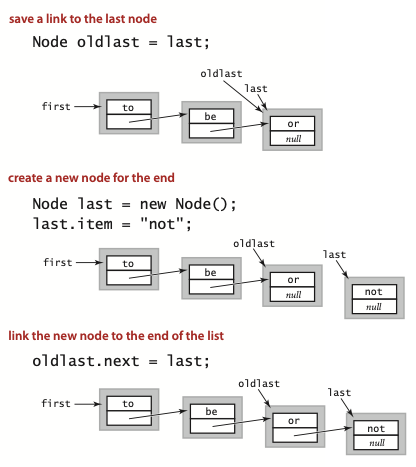 save a link to the last node
Node oldlast = last;
oldlast
last
first
to
be
or
null
create a new node for the end
Node last = new Node();
last.item = "not";
oldlast
last
first
to
be
or
null
not
null
link the new node to the end of the list
oldlast.next = last;
oldlast
last
first
to
be
or
not
null